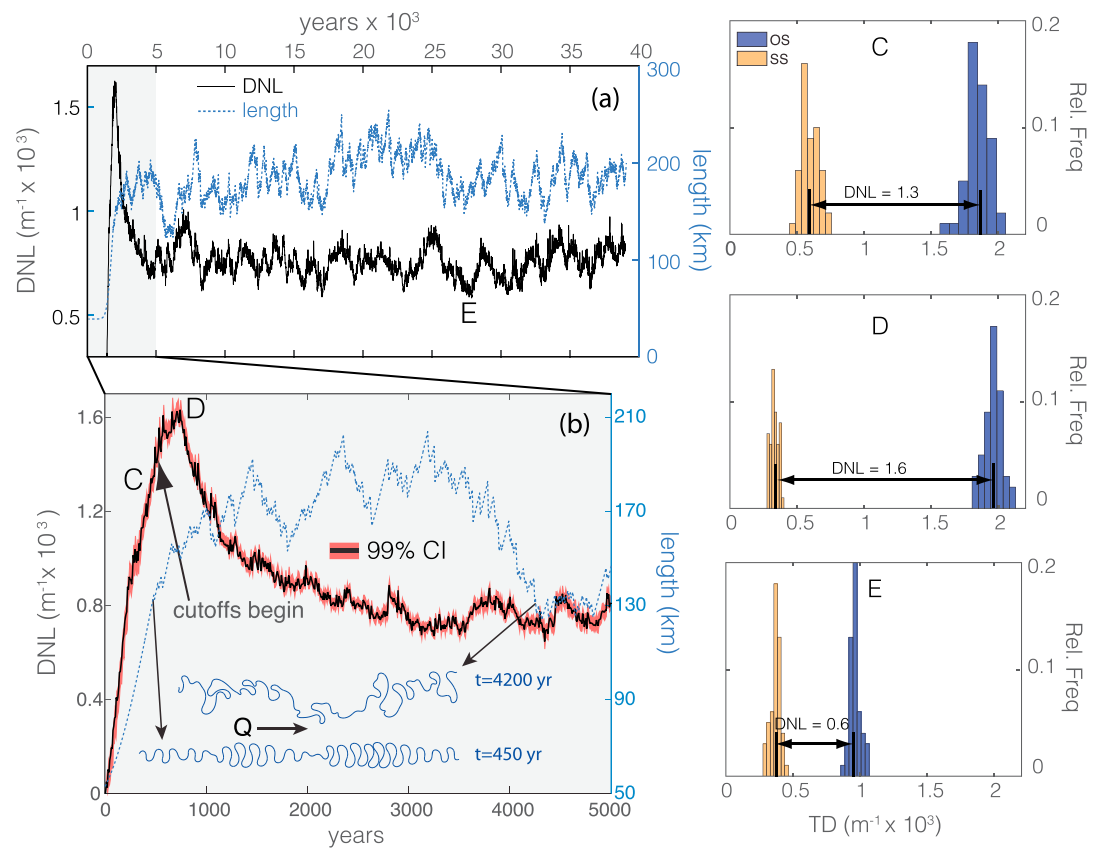 years x 10³
0 5 10 15 20 25 30 35 40
DNL (m⁻¹ x 10³)
1.5
1
0.5
DNL
length
(a)
E
300
200
100
0
length (km)
(b)
C
D
cutoffs begin
99% CI
DNL (m⁻¹ x 10³)
1.6
1.2
0.8
0.4
0
210
170
130
90
50
length (km)
t=4200 yr
Q
t=450 yr
0 1000 2000 3000 4000 5000
years
OS
SS
C
DNL = 1.3
0.2
0.1
0
Rel. Freq
0 0.5 1 1.5 2
D
DNL = 1.6
0.2
0.1
0
Rel. Freq
0 0.5 1 1.5 2
E
DNL = 0.6
0.2
0.1
0
Rel. Freq
0 0.5 1 1.5 2
TD (m⁻¹ x 10³)